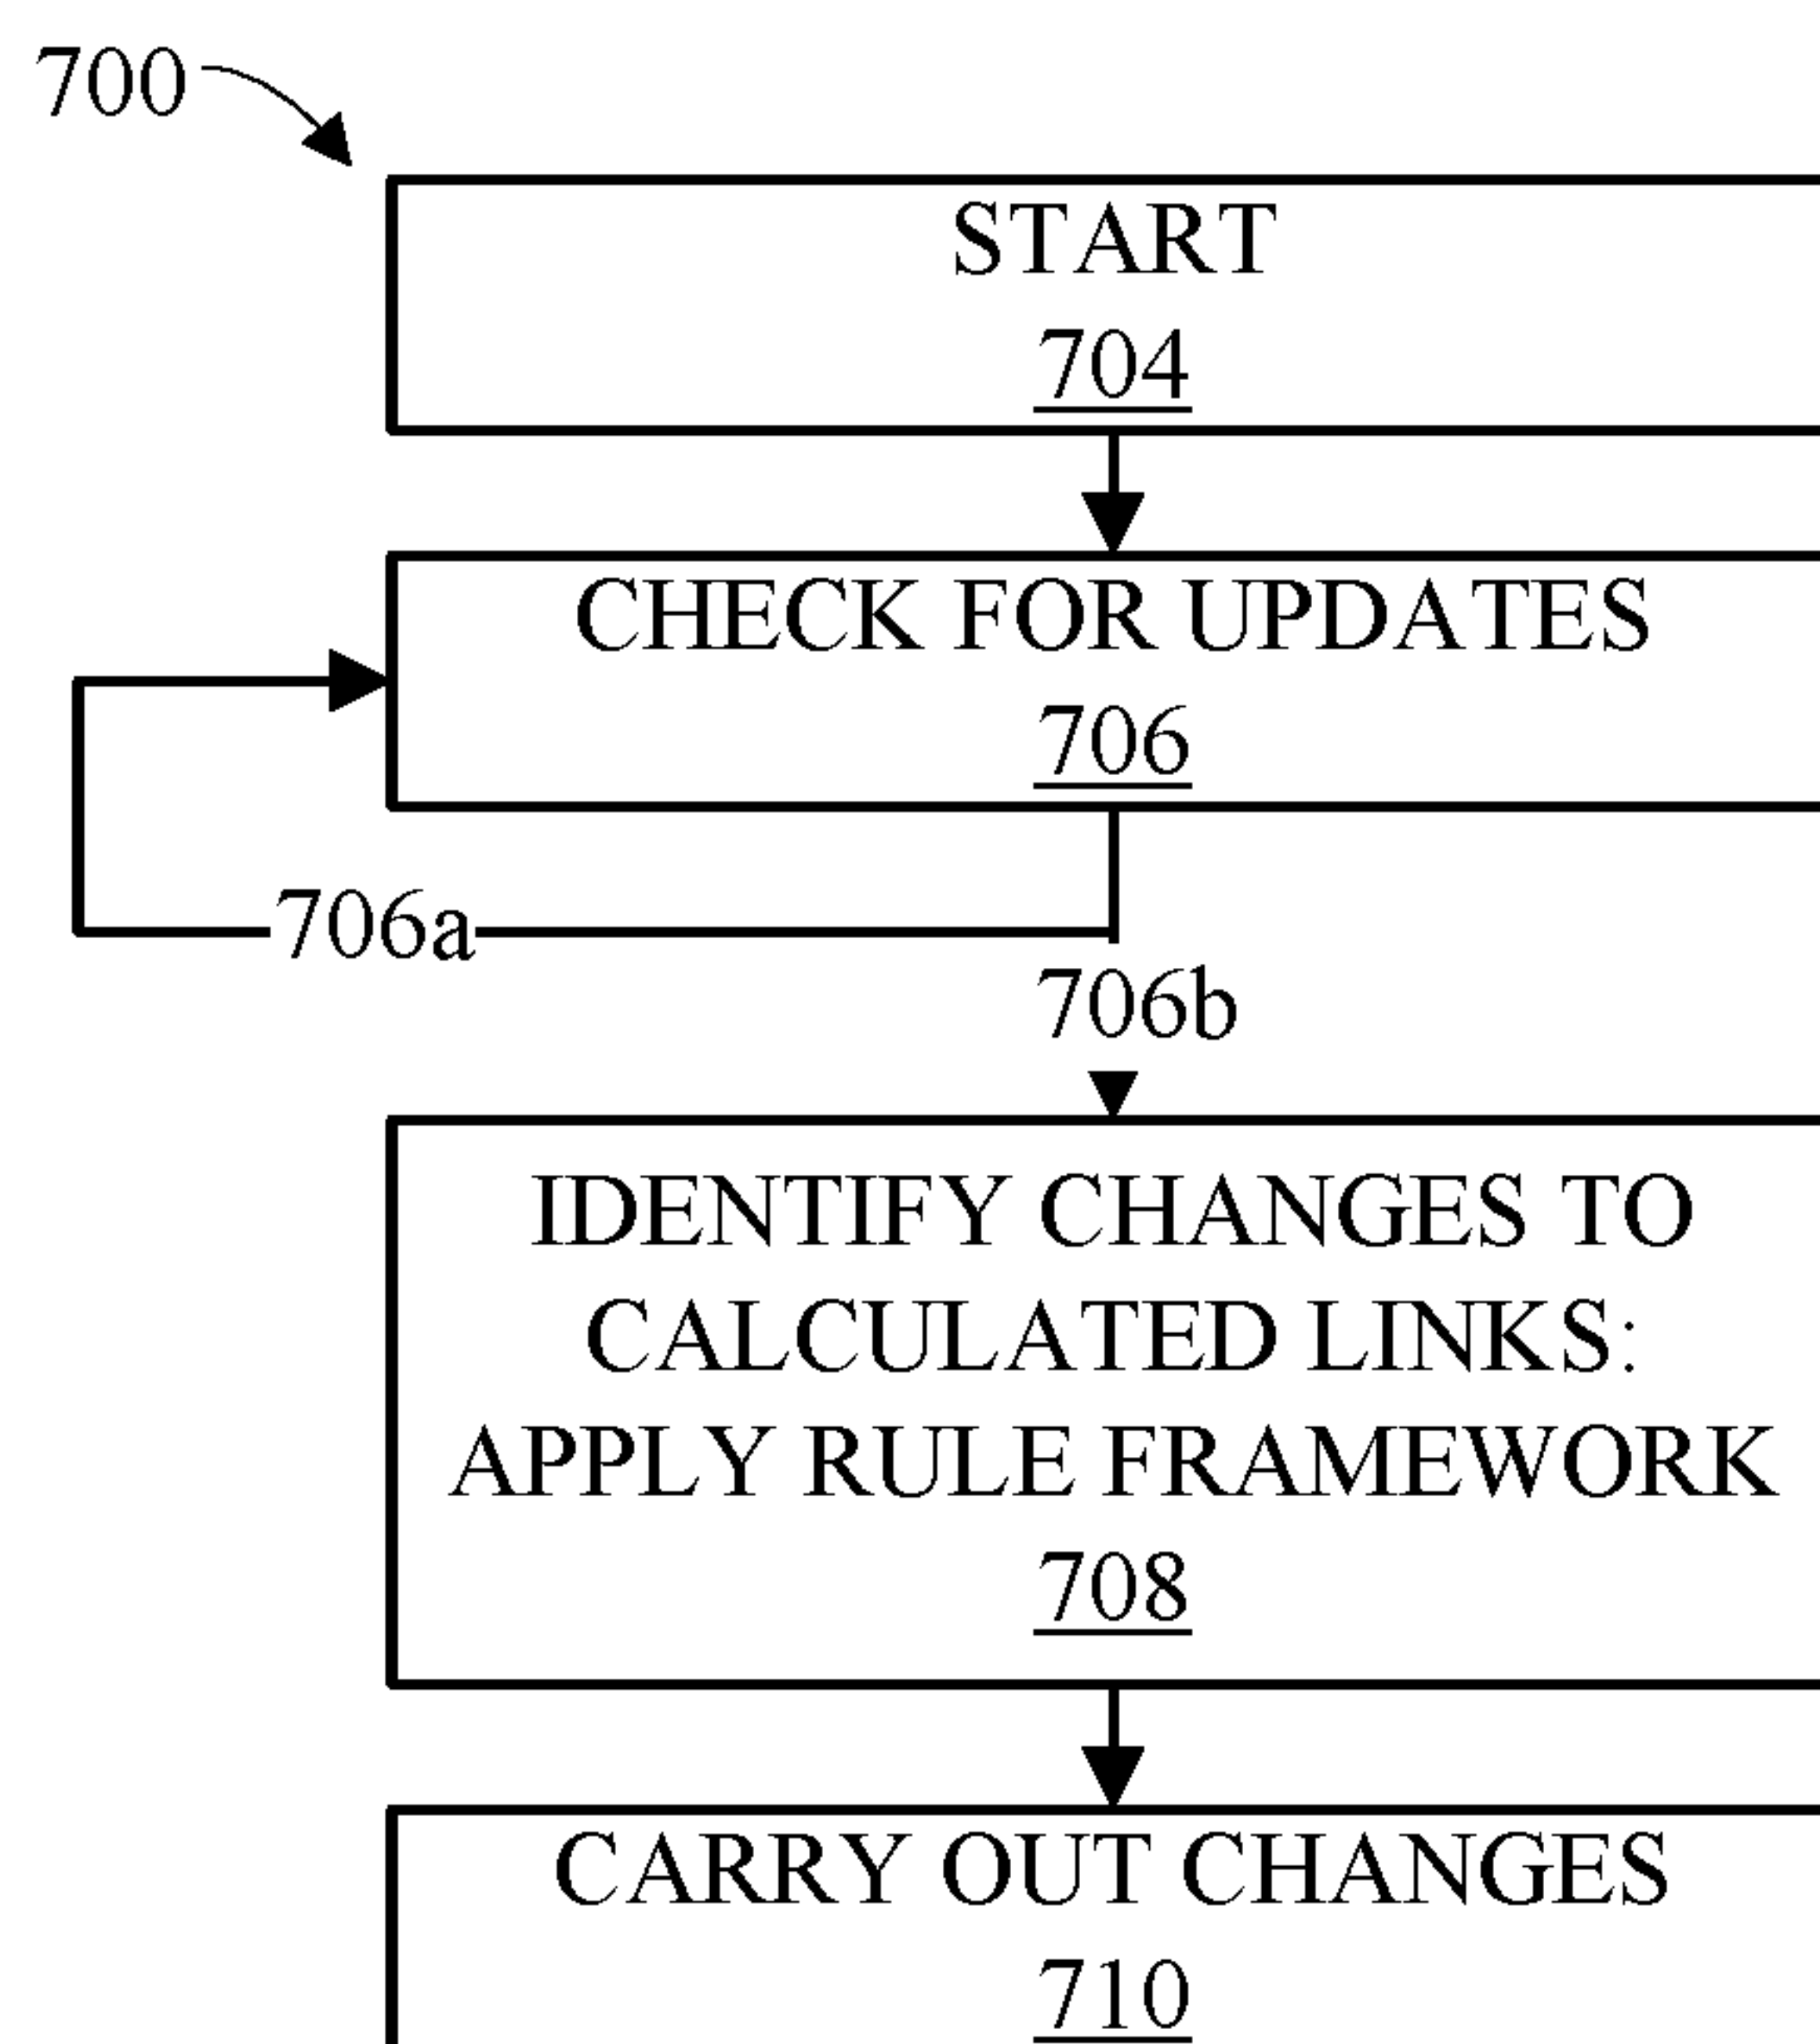 700
START
704
CHECK FOR UPDATES
706
706a
706b
IDENTIFY CHANGES TO
CALCULATED LINKS:
APPLY RULE FRAMEWORK
708
CARRY OUT CHANGES
710